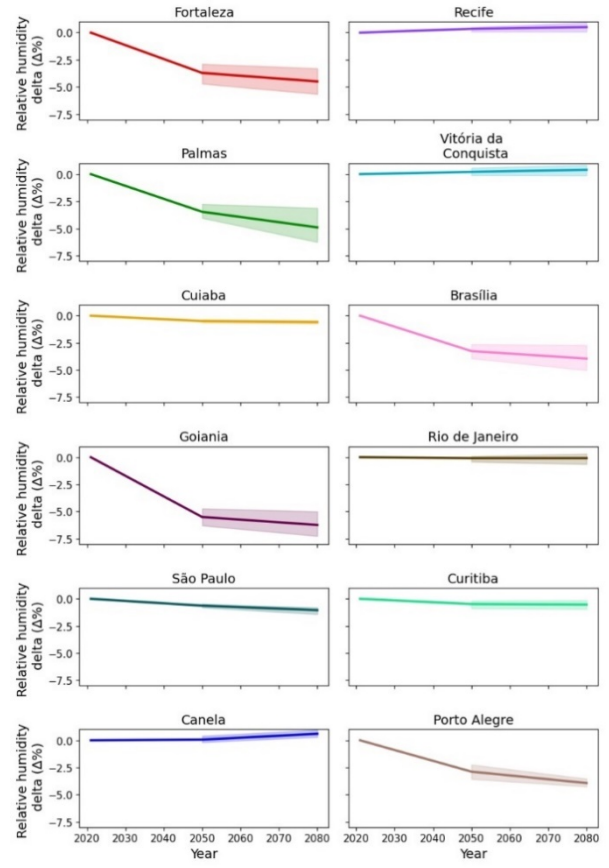 Fortaleza
Recife
Relative humidity
delta (Δ%)
0.0
−2.5
−5.0
−7.5
Palmas
Vitória da
Conquista
Relative humidity
delta (Δ%)
0.0
−2.5
−5.0
−7.5
Cuiaba
Brasília
Relative humidity
delta (Δ%)
0.0
−2.5
−5.0
−7.5
Goiania
Rio de Janeiro
Relative humidity
delta (Δ%)
0.0
−2.5
−5.0
−7.5
São Paulo
Curitiba
Relative humidity
delta (Δ%)
0.0
−2.5
−5.0
−7.5
Canela
Porto Alegre
Relative humidity
delta (Δ%)
0.0
−2.5
−5.0
−7.5
2020 2030 2040 2050 2060 2070 2080
2020 2030 2040 2050 2060 2070 2080
Year
Year